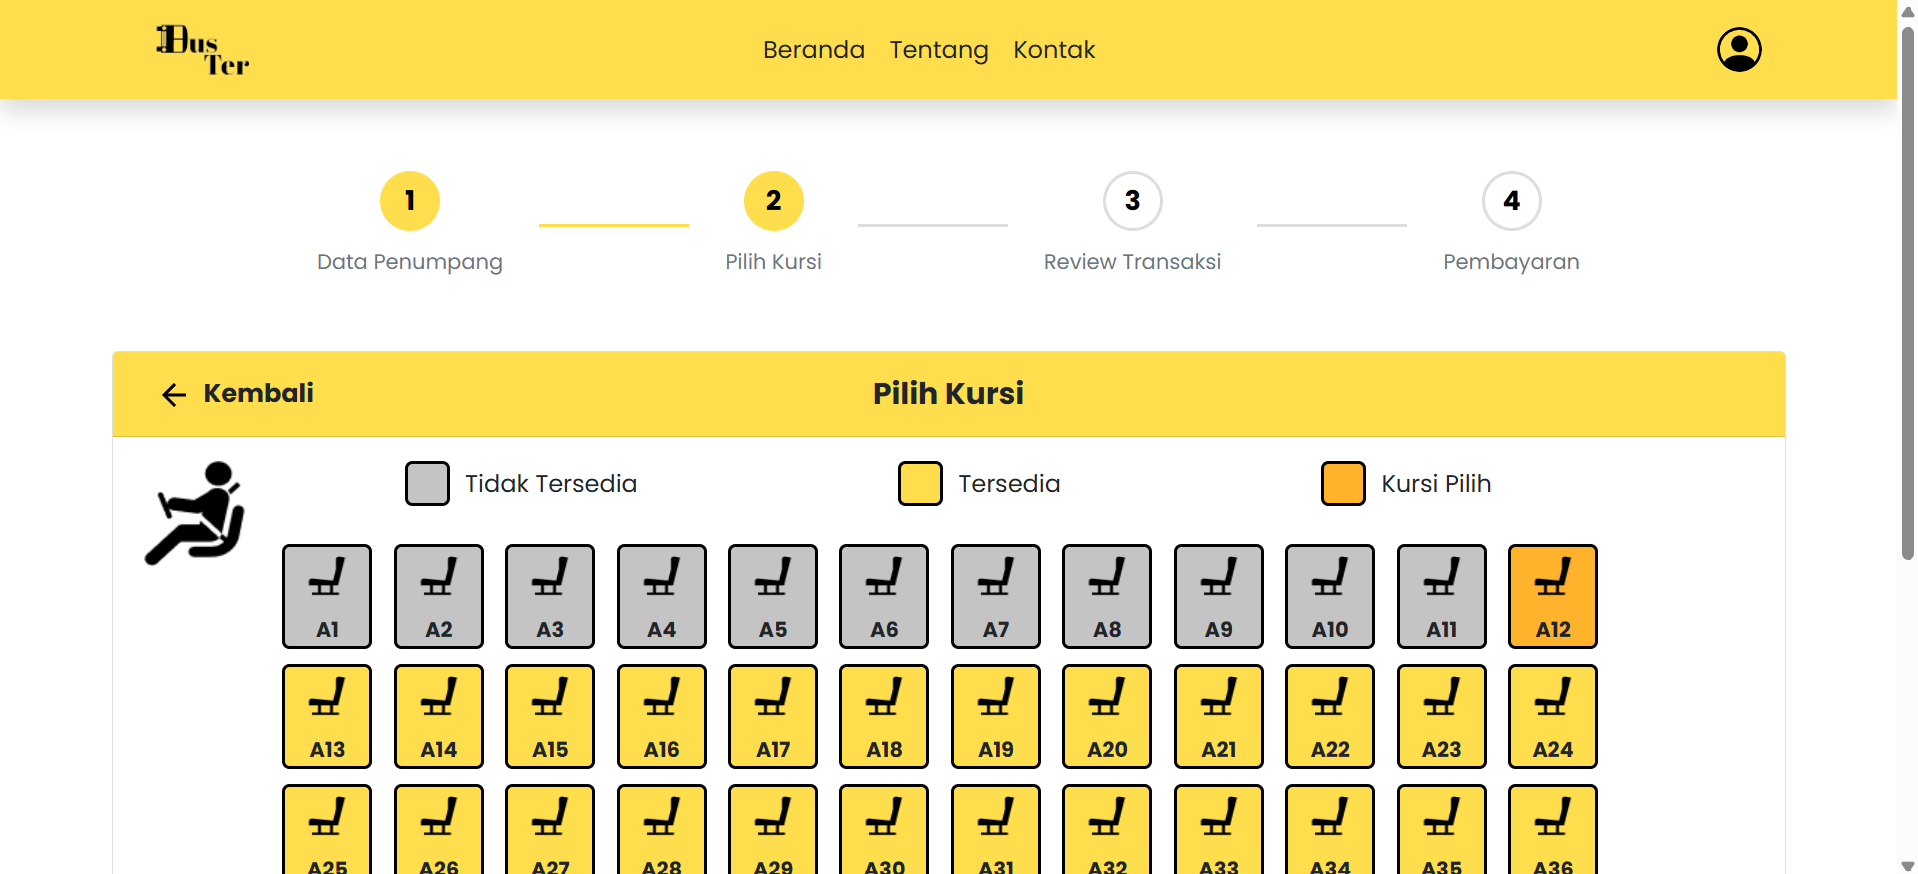 Bus
Ter
Beranda Tentang Kontak
1 2 3 4
Data Penumpang Pilih Kursi Review Transaksi Pembayaran
Kembali Pilih Kursi
Tidak Tersedia Tersedia Kursi Pilih
A1 A2 A3 A4 A5 A6 A7 A8 A9 A10 A11 A12
A13 A14 A15 A16 A17 A18 A19 A20 A21 A22 A23 A24
A25 A26 A27 A28 A29 A30 A31 A32 A33 A34 A35 A36